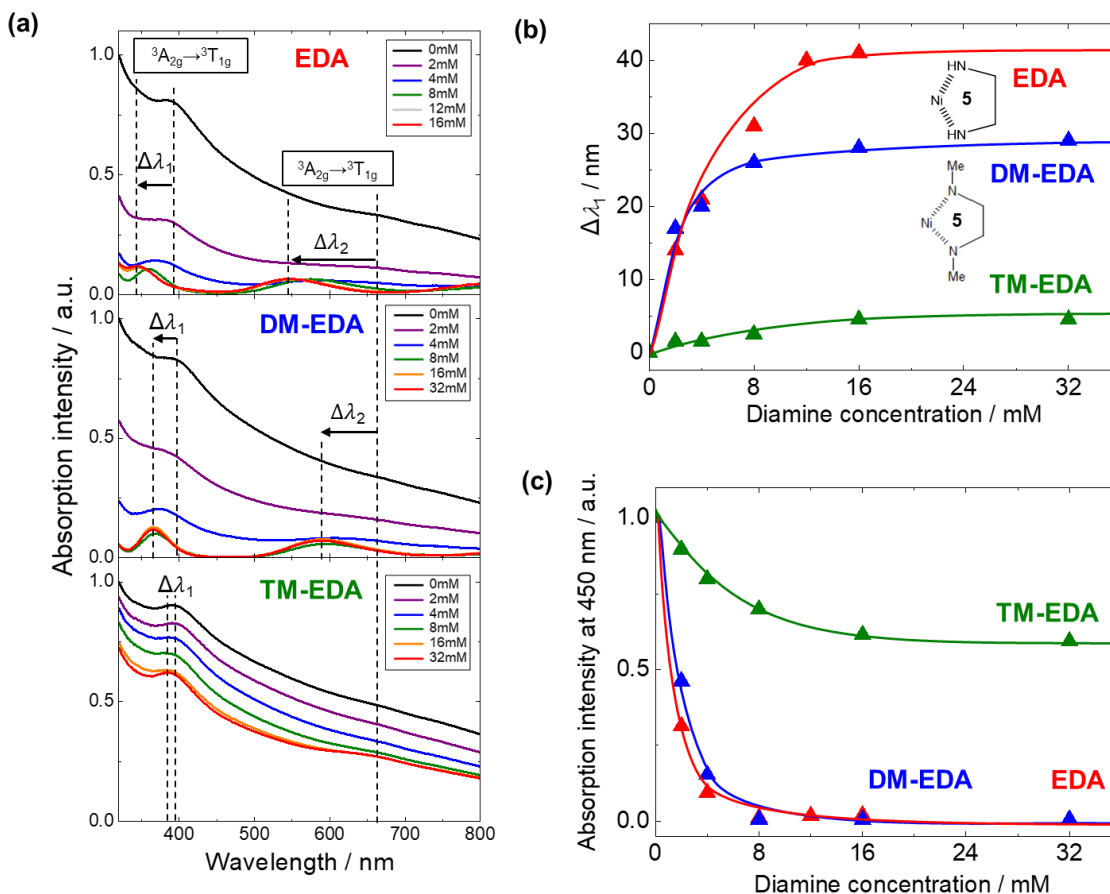 (a)
³A₂g→³T₁g
EDA
0mM
2mM
4mM
8mM
12mM
16mM
Δλ₁
³A₂g→³T₁g
Δλ₂
1.0
0.5
0.0
DM-EDA
0mM
2mM
4mM
8mM
16mM
32mM
Δλ₁
Δλ₂
1.0
0.5
0.0
TM-EDA
0mM
2mM
4mM
8mM
16mM
32mM
Δλ₁
1.0
0.5
0.0
400 500 600 700 800
Absorption intensity / a.u.
Wavelength / nm
(b)
40
30
20
10
0
Δλ₁ / nm
HN
Ni
5
HN
EDA
Me
N
Ni
5
N
Me
DM-EDA
TM-EDA
0 8 16 24 32
Diamine concentration / mM
(c)
1.0
0.5
0.0
Absorption intensity at 450 nm / a.u.
TM-EDA
DM-EDA
EDA
0 8 16 24 32
Diamine concentration / mM